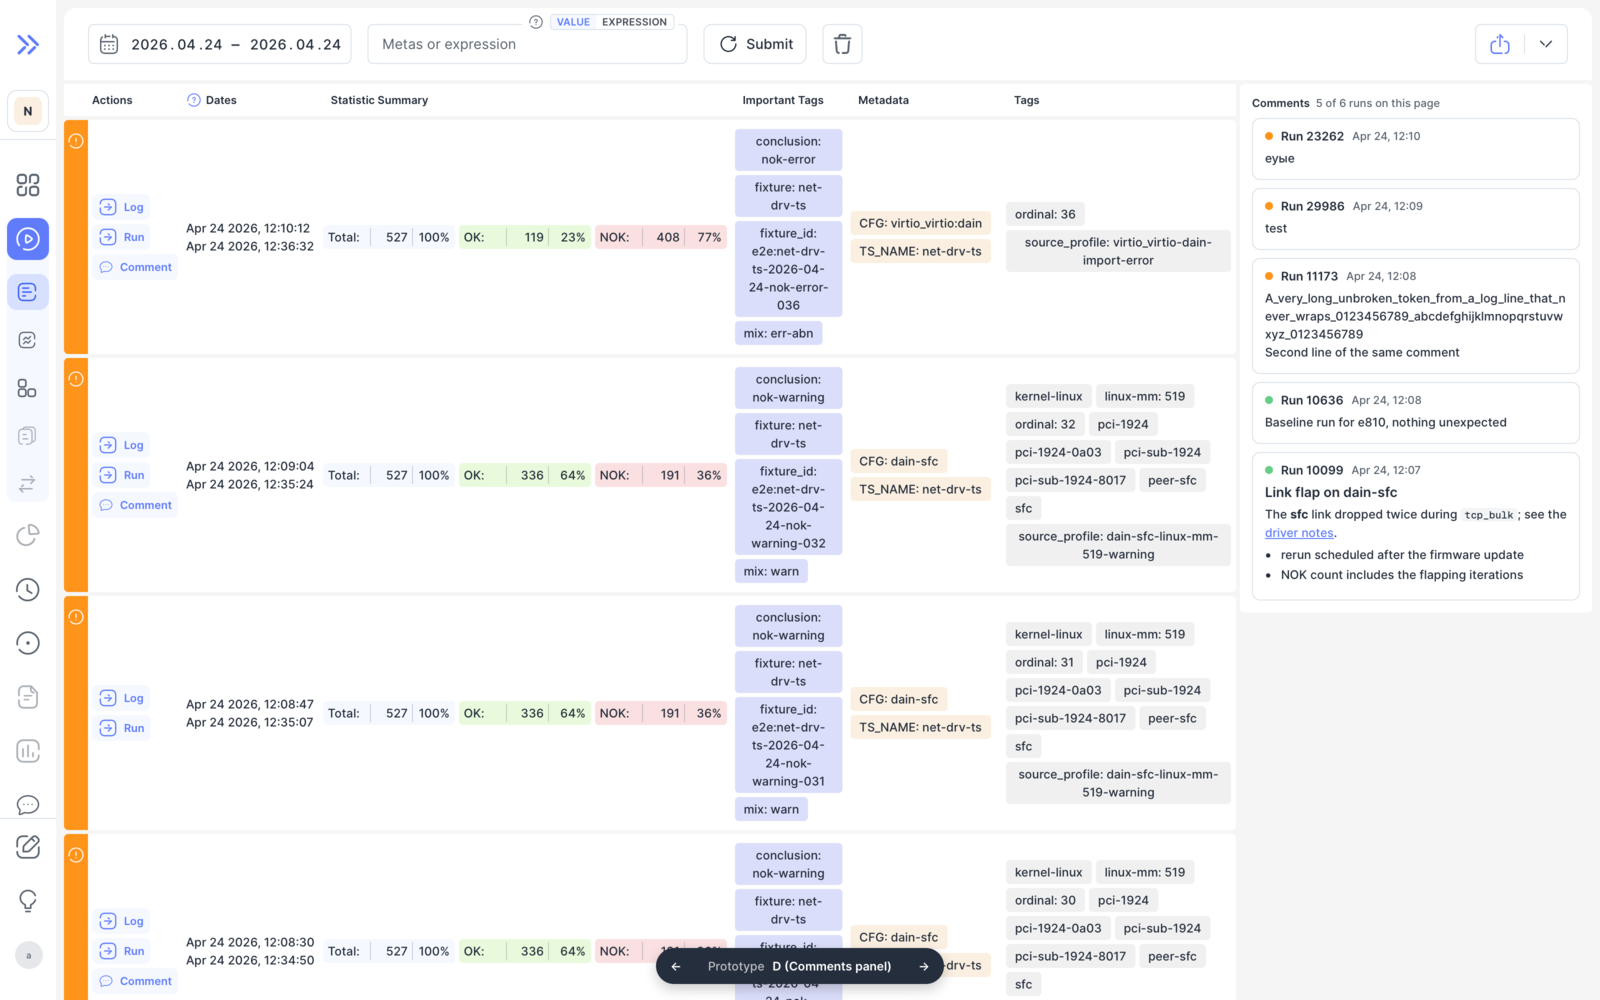 2026.04.24 – 2026.04.24
Metas or expression
VALUE EXPRESSION
Submit
N
a
Actions
Dates
Statistic Summary
Important Tags
Metadata
Tags
Log
Run
Comment
Apr 24 2026, 12:10:12
Apr 24 2026, 12:36:32
Total: 527 100% OK: 119 23% NOK: 408 77%
conclusion:
nok-error
fixture: net-
drv-ts
fixture_id:
e2e:net-drv-
ts-2026-04-
24-nok-error-
036
mix: err-abn
CFG: virtio_virtio:dain
TS_NAME: net-drv-ts
ordinal: 36
source_profile: virtio_virtio-dain-
import-error
Log
Run
Comment
Apr 24 2026, 12:09:04
Apr 24 2026, 12:35:24
Total: 527 100% OK: 336 64% NOK: 191 36%
conclusion:
nok-warning
fixture: net-
drv-ts
fixture_id:
e2e:net-drv-
ts-2026-04-
24-nok-
warning-032
mix: warn
CFG: dain-sfc
TS_NAME: net-drv-ts
kernel-linux linux-mm: 519
ordinal: 32 pci-1924
pci-1924-0a03 pci-sub-1924
pci-sub-1924-8017 peer-sfc
sfc
source_profile: dain-sfc-linux-mm-
519-warning
Log
Run
Apr 24 2026, 12:08:47
Apr 24 2026, 12:35:07
Total: 527 100% OK: 336 64% NOK: 191 36%
conclusion:
nok-warning
fixture: net-
drv-ts
fixture_id:
e2e:net-drv-
ts-2026-04-
24-nok-
warning-031
mix: warn
CFG: dain-sfc
TS_NAME: net-drv-ts
kernel-linux linux-mm: 519
ordinal: 31 pci-1924
pci-1924-0a03 pci-sub-1924
pci-sub-1924-8017 peer-sfc
sfc
source_profile: dain-sfc-linux-mm-
519-warning
Log
Run
Comment
Apr 24 2026, 12:08:30
Apr 24 2026, 12:34:50
Total: 527 100% OK: 336 64% NOK:
conclusion:
nok-warning
fixture: net-
drv-ts
CFG: dain-sfc
drv-ts
kernel-linux linux-mm: 519
ordinal: 30 pci-1924
pci-1924-0a03 pci-sub-1924
pci-sub-1924-8017 peer-sfc
sfc
Prototype D (Comments panel)
Comments 5 of 6 runs on this page
Run 23262 Apr 24, 12:10
еуые
Run 29986 Apr 24, 12:09
test
Run 11173 Apr 24, 12:08
A_very_long_unbroken_token_from_a_log_line_that_n
ever_wraps_0123456789_abcdefghijklmnopqrstuvw
xyz_0123456789
Second line of the same comment
Run 10636 Apr 24, 12:08
Baseline run for e810, nothing unexpected
Run 10099 Apr 24, 12:07
Link flap on dain-sfc
The sfc link dropped twice during tcp_bulk; see the
driver notes.
• rerun scheduled after the firmware update
• NOK count includes the flapping iterations